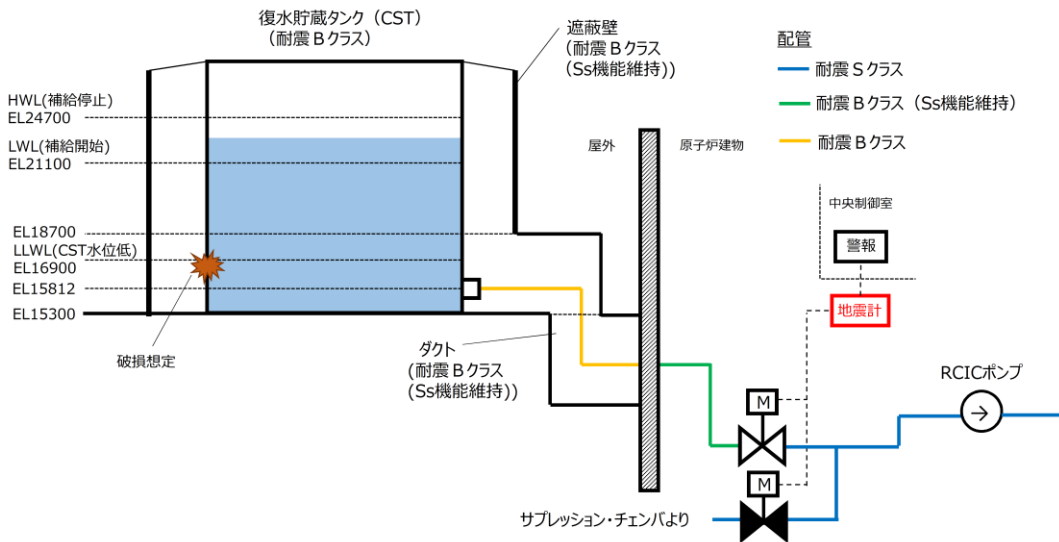 復水貯蔵タンク（CST）
（耐震Ｂクラス）
HWL(補給停止)
EL24700
LWL(補給開始)
EL21100
EL18700
LLWL(CST水位低)
EL16900
EL15812
EL15300
破損想定
遮蔽壁
（耐震Ｂクラス
（Ss機能維持））
ダクト
（耐震Ｂクラス
（Ss機能維持））
屋外
原子炉建物
配管
耐震Ｓクラス
耐震Ｂクラス（Ss機能維持）
耐震Ｂクラス
中央制御室
警報
地震計
RCICポンプ
M
M
サプレッション・チェンバより